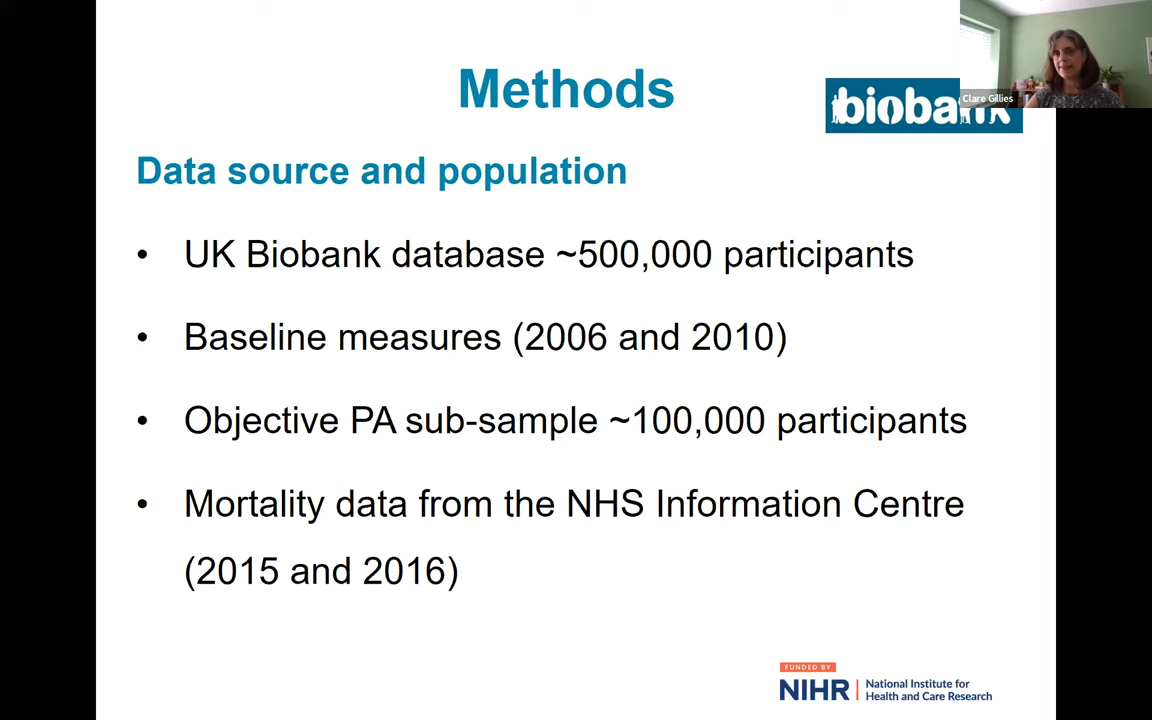 Methods
biobank
Clare Gillies
Data source and population
• UK Biobank database ~500,000 participants
• Baseline measures (2006 and 2010)
• Objective PA sub-sample ~100,000 participants
• Mortality data from the NHS Information Centre
(2015 and 2016)
FUNDED BY
NIHR | National Institute for
Health and Care Research